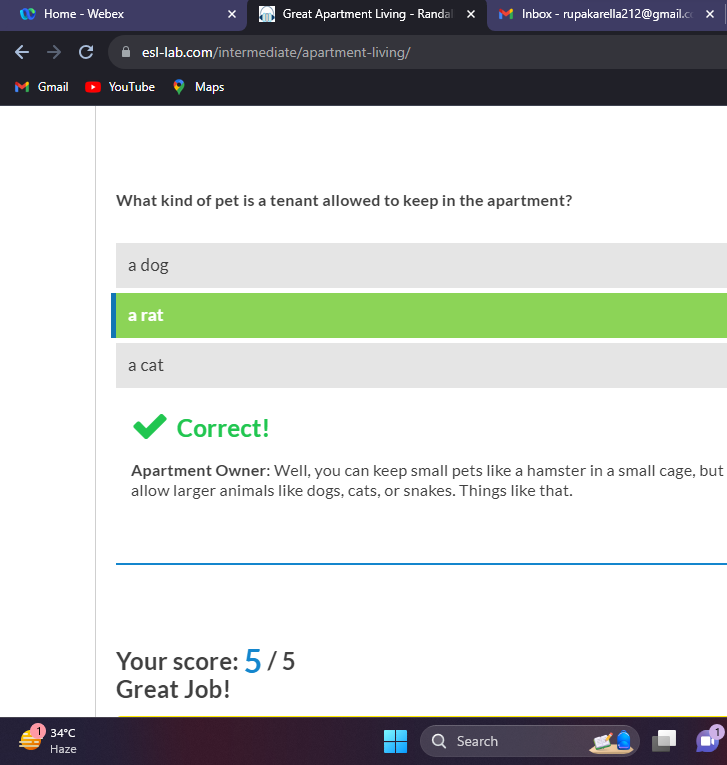 Home - Webex
Great Apartment Living - Randal
Inbox - rupakarella212@gmail.c
esl-lab.com/intermediate/apartment-living/
Gmail
YouTube
Maps
What kind of pet is a tenant allowed to keep in the apartment?
a dog
a rat
a cat
Correct!
Apartment Owner: Well, you can keep small pets like a hamster in a small cage, but
allow larger animals like dogs, cats, or snakes. Things like that.
Your score: 5 / 5
Great Job!
1
34°C
Haze
Search
1